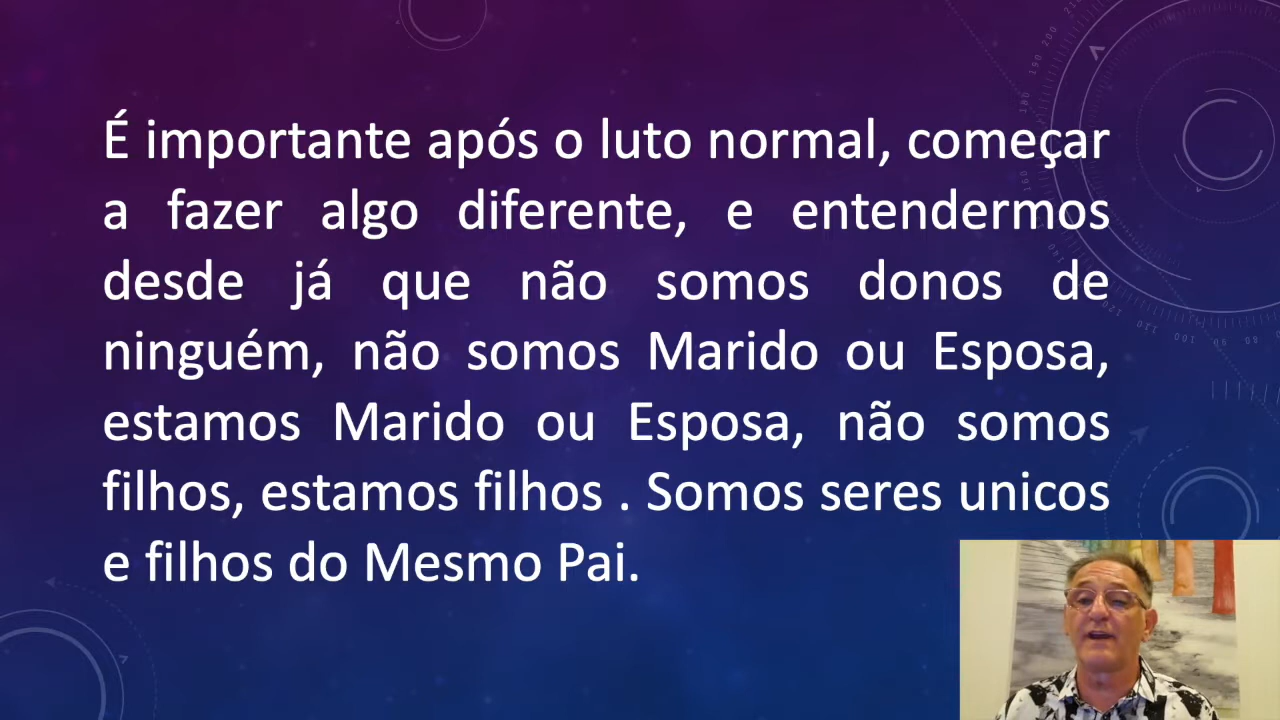 É importante após o luto normal, começar
a fazer algo diferente, e entendermos
desde já que não somos donos de
ninguém, não somos Marido ou Esposa,
estamos Marido ou Esposa, não somos
filhos, estamos filhos . Somos seres unicos
e filhos do Mesmo Pai.